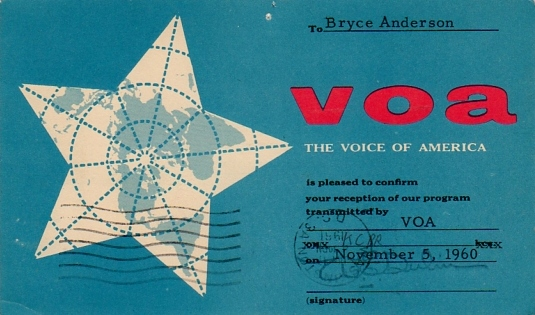 To Bryce Anderson
voa
THE VOICE OF AMERICA
is pleased to confirm
your reception of our program
transmitted by
VOA
on November 5, 1960
(signature)